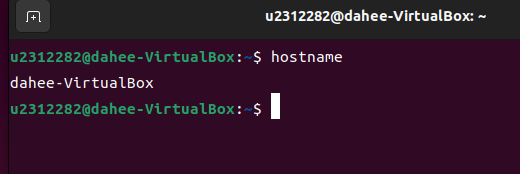 u2312282@dahee-VirtualBox: ~
u2312282@dahee-VirtualBox:~$ hostname
dahee-VirtualBox
u2312282@dahee-VirtualBox:~$